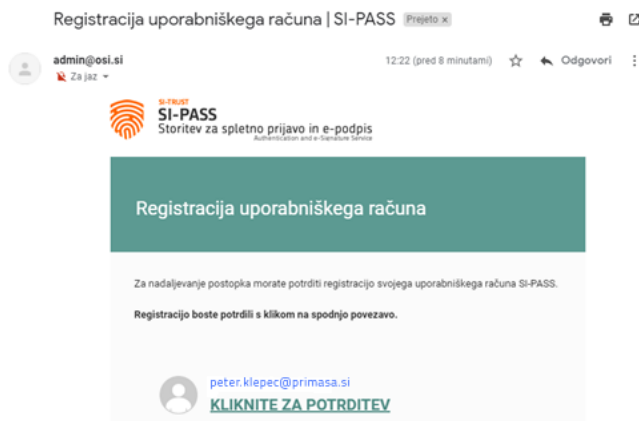 Registracija uporabniškega računa | SI-PASS Prejeto x
admin@osi.si 12:22 (pred 8 minutami) Odgovori
Za jaz
SI-TRUST
SI-PASS
Storitev za spletno prijavo in e-podpis
Authentication and e-Signature Service
Registracija uporabniškega računa
Za nadaljevanje postopka morate potrditi registracijo svojega uporabniškega računa SI-PASS.
Registracijo boste potrdili s klikom na spodnjo povezavo.
peter.klepec@primasa.si
KLIKNITE ZA POTRDITEV